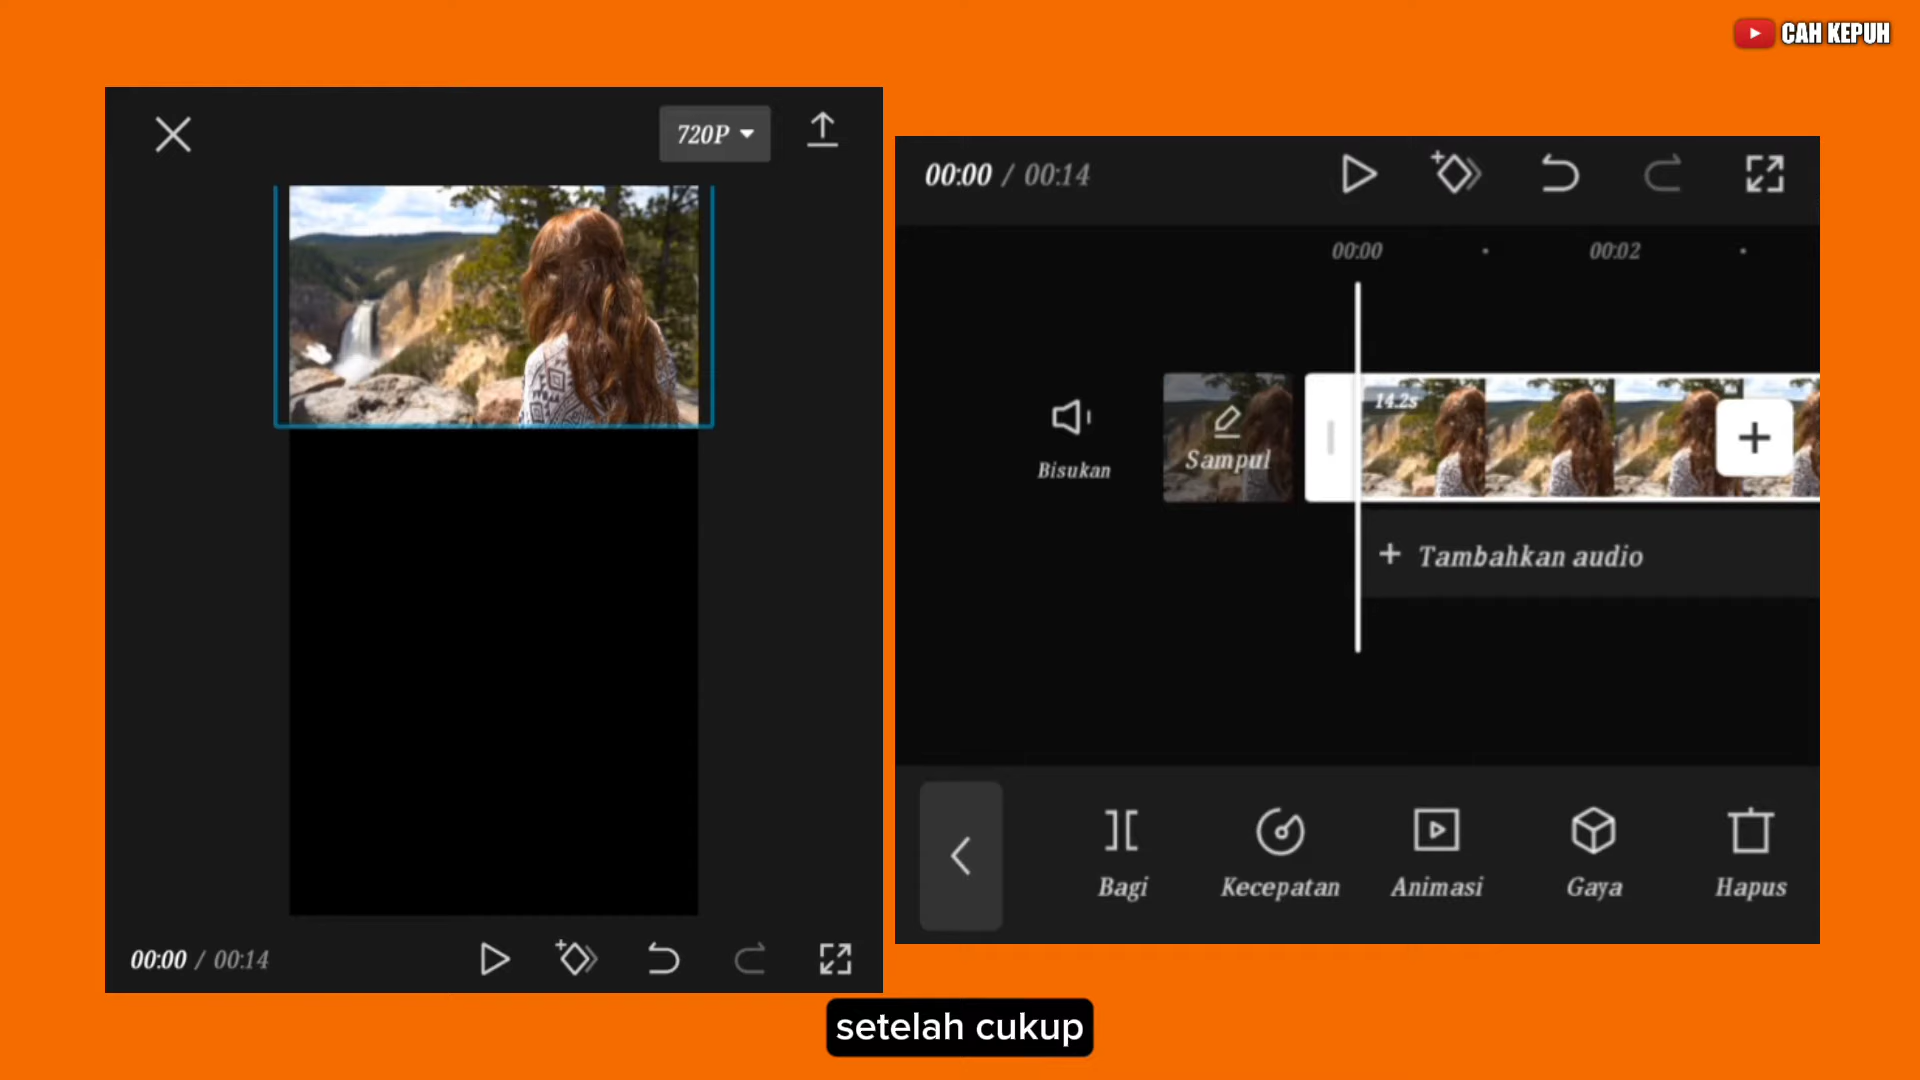 CAH KEPUH
720P
00:00 / 00:14
00:00 / 00:14
00:00
00:02
14.2s
Bisukan
Sampul
+ Tambahkan audio
Bagi
Kecepatan
Animasi
Gaya
Hapus
setelah cukup